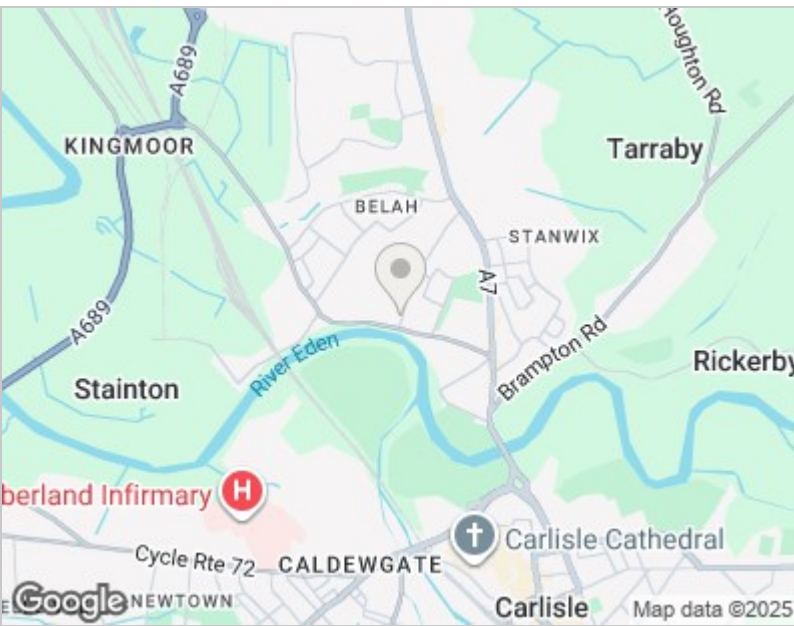 A689
Houghton Rd
KINGMOOR
Tarraby
BELAH
STANWIX
A7
A689
River Eden
Brampton Rd
Rickerby
Stainton
berland Infirmary
H
Carlisle Cathedral
Cycle Rte 72
CALDEWGATE
Google
NEWTOWN
Carlisle
Map data ©2025